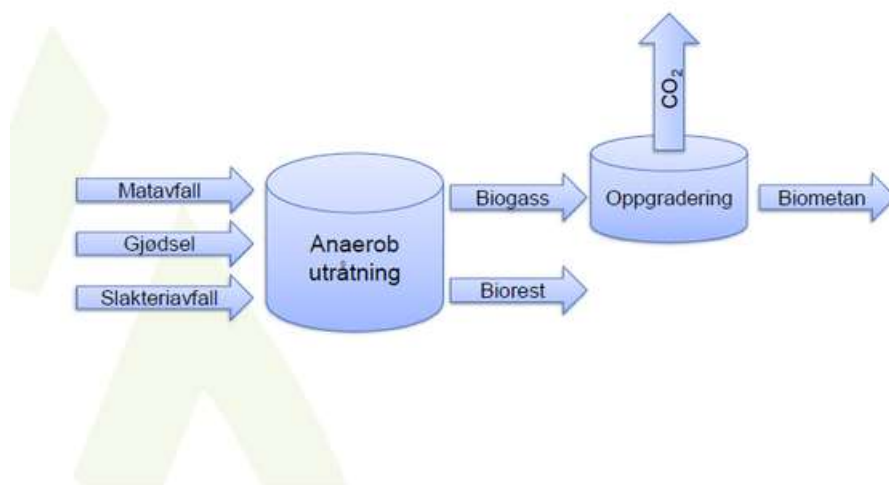 CO₂
Matavfall
Gjødsel
Slakteriavfall
Anaerob
utråtning
Biogass
Biorest
Oppgradering
Biometan